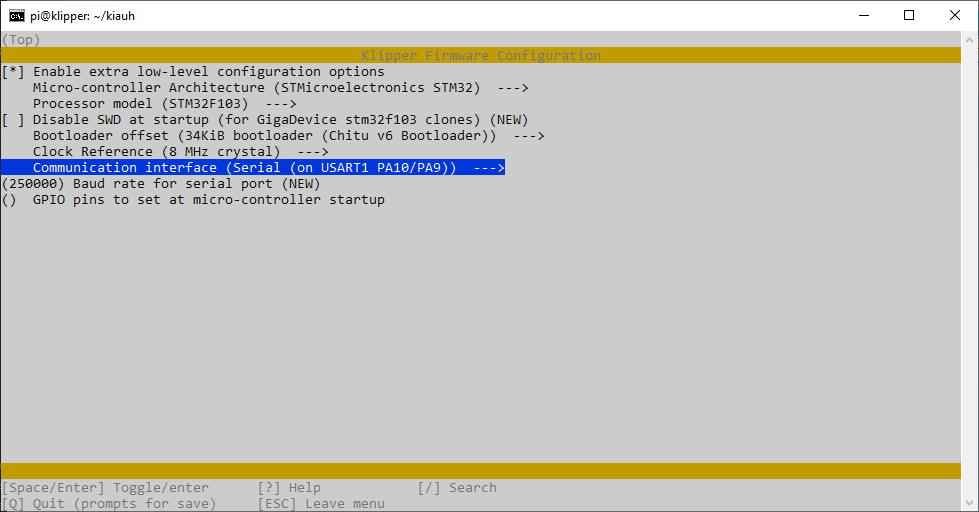 pi@klipper: ~/kiauh
(Top)
Klipper Firmware Configuration
[*] Enable extra low-level configuration options
Micro-controller Architecture (STMicroelectronics STM32)  --->
Processor model (STM32F103)  --->
[ ] Disable SWD at startup (for GigaDevice stm32f103 clones) (NEW)
Bootloader offset (34KiB bootloader (Chitu v6 Bootloader))  --->
Clock Reference (8 MHz crystal)  --->
Communication interface (Serial (on USART1 PA10/PA9))  --->
(250000) Baud rate for serial port (NEW)
()  GPIO pins to set at micro-controller startup
[Space/Enter] Toggle/enter      [?] Help            [/] Search
[Q] Quit (prompts for save)     [ESC] Leave menu